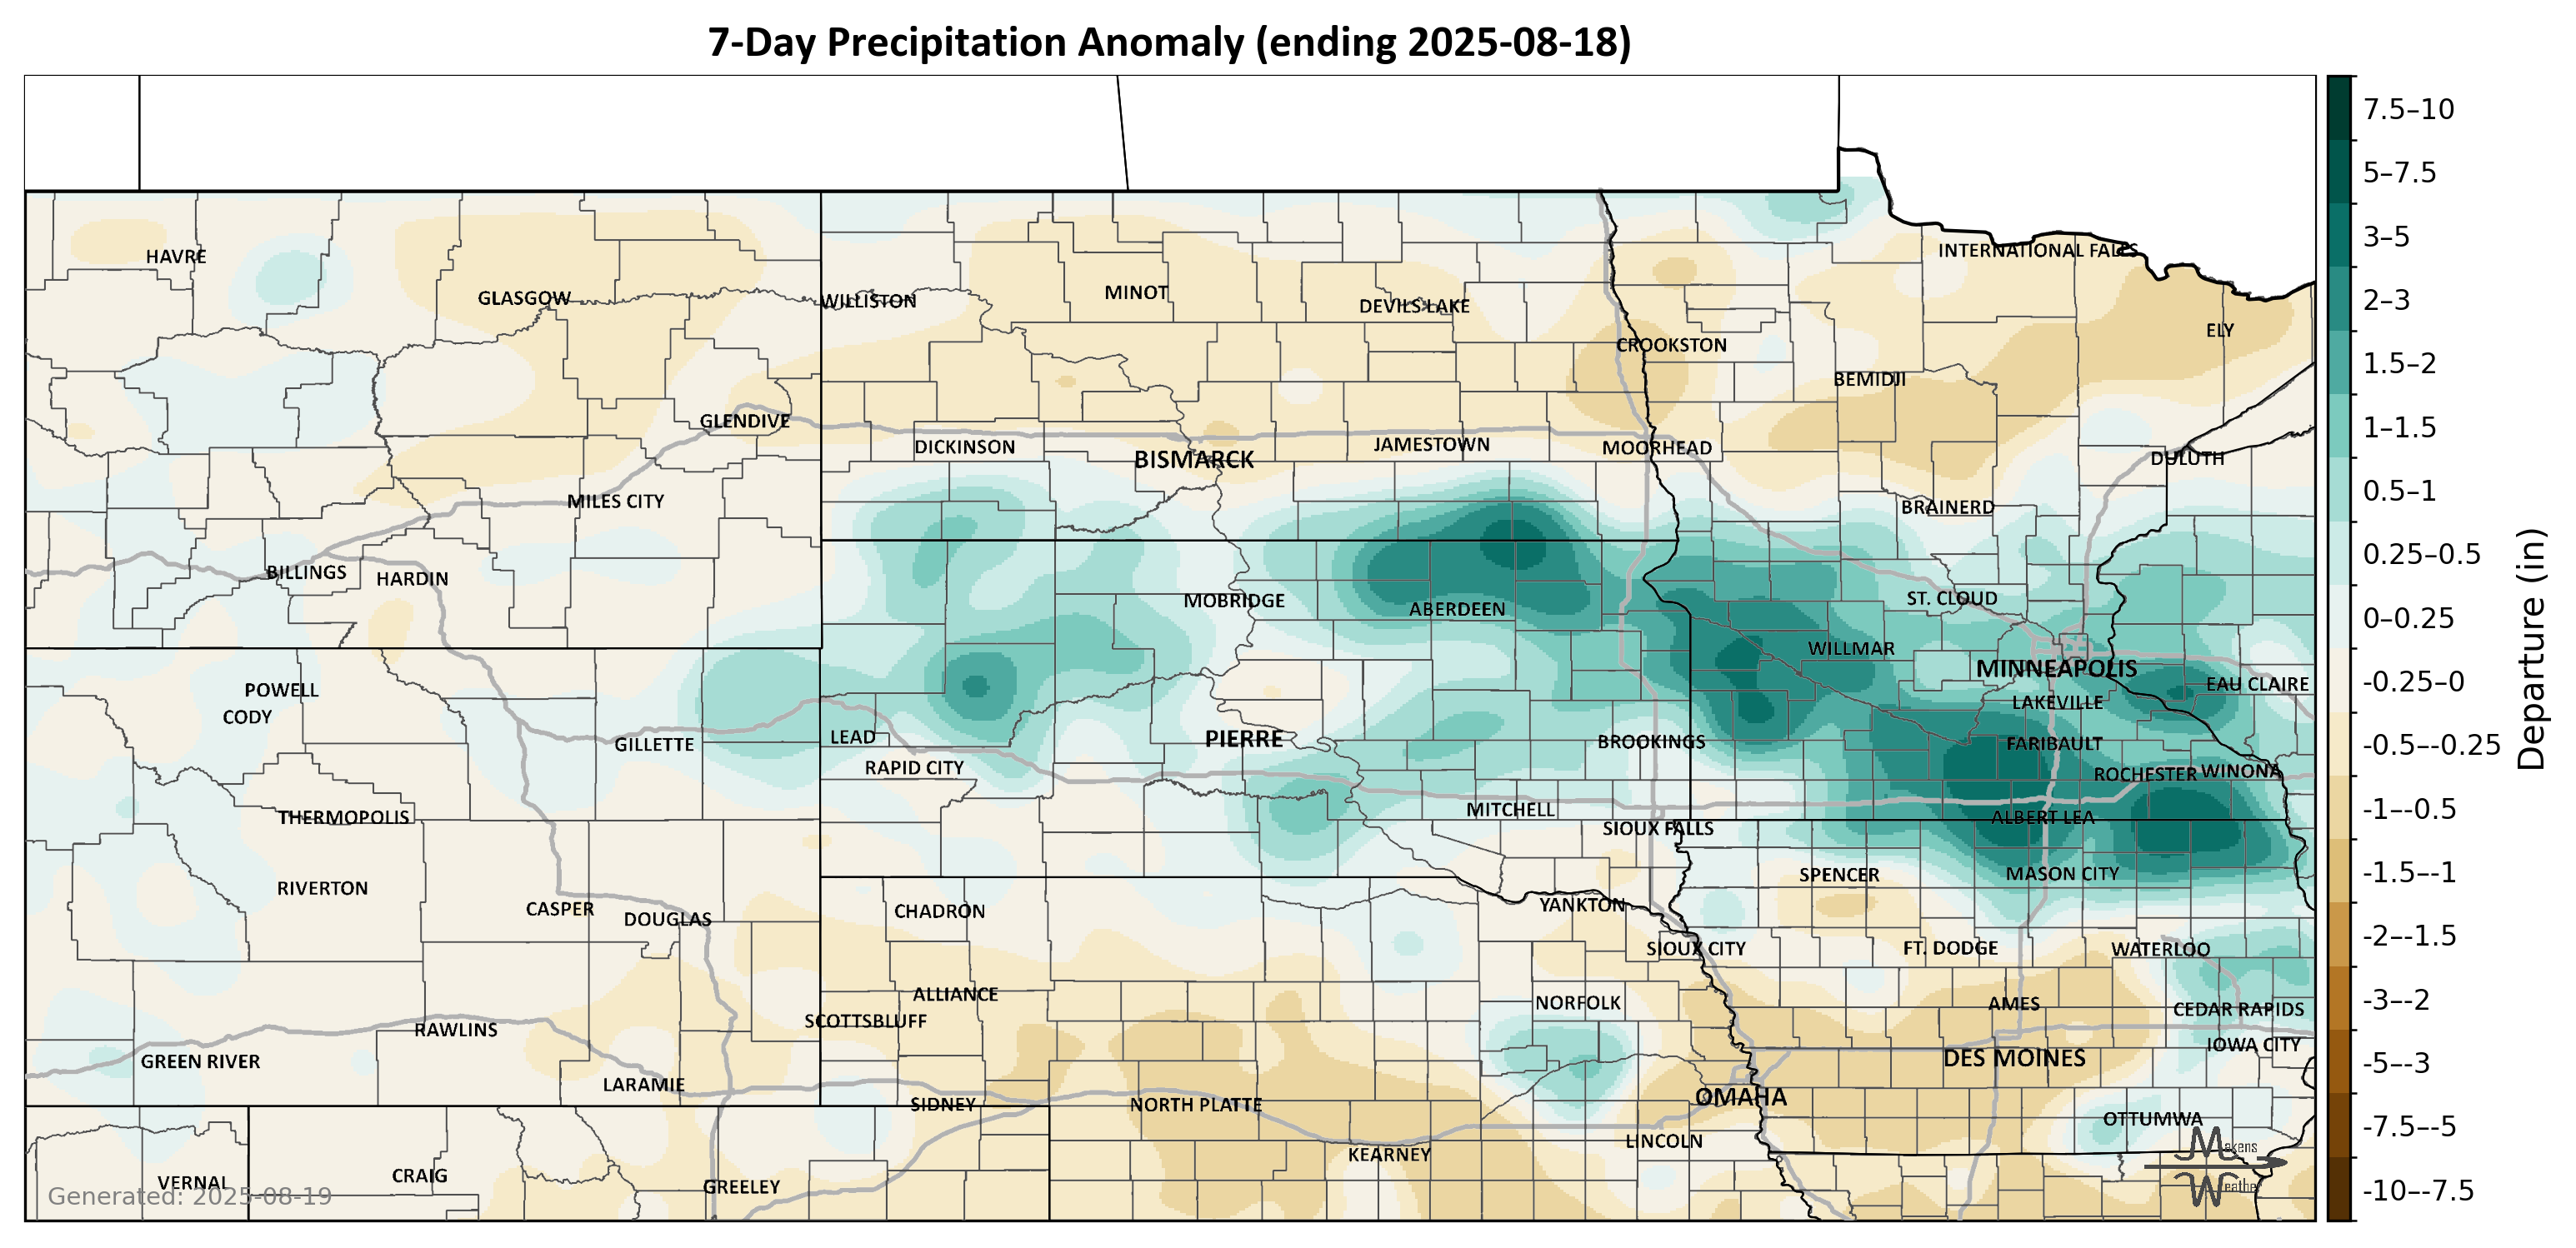 7-Day Precipitation Anomaly (ending 2025-08-18)
HAVRE
GLASGOW
WILLISTON
MINOT
DEVILS LAKE
INTERNATIONAL FALLS
ELY
CROOKSTON
BEMIDJI
GLENDIVE
DICKINSON
BISMARCK
JAMESTOWN
MOORHEAD
DULUTH
MILES CITY
BRAINERD
BILLINGS
HARDIN
MOBRIDGE
ABERDEEN
ST. CLOUD
WILLMAR
MINNEAPOLIS
EAU CLAIRE
POWELL
CODY
LAKEVILLE
GILLETTE
LEAD
PIERRE
BROOKINGS
FARIBAULT
RAPID CITY
ROCHESTER
WINONA
THERMOPOLIS
MITCHELL
ALBERT LEA
SIOUX FALLS
RIVERTON
SPENCER
MASON CITY
CASPER
DOUGLAS
CHADRON
YANKTON
SIOUX CITY
FT. DODGE
WATERLOO
ALLIANCE
NORFOLK
AMES
CEDAR RAPIDS
SCOTTSBLUFF
RAWLINS
IOWA CITY
GREEN RIVER
DES MOINES
LARAMIE
SIDNEY
NORTH PLATTE
OMAHA
OTTUMWA
LINCOLN
KEARNEY
VERNAL
CRAIG
GREELEY
Generated: 2025-08-19
Makens
Weather
7.5–10
5–7.5
3–5
2–3
1.5–2
1–1.5
0.5–1
0.25–0.5
0–0.25
-0.25–0
-0.5–-0.25
-1–-0.5
-1.5–-1
-2–-1.5
-3–-2
-5–-3
-7.5–-5
-10–-7.5
Departure (in)